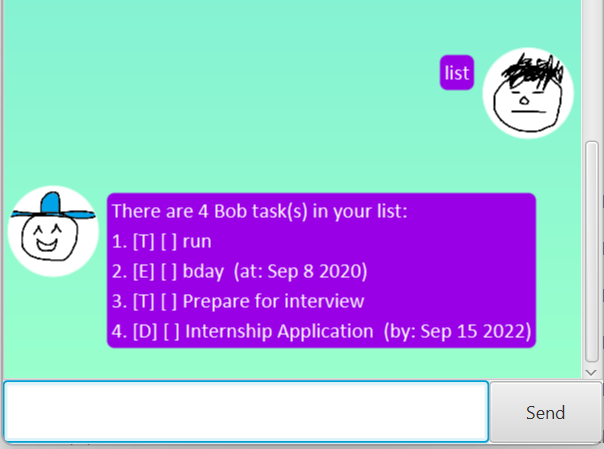 list
There are 4 Bob task(s) in your list:
1. [T] [ ] run
2. [E] [ ] bday  (at: Sep 8 2020)
3. [T] [ ] Prepare for interview
4. [D] [ ] Internship Application  (by: Sep 15 2022)
Send